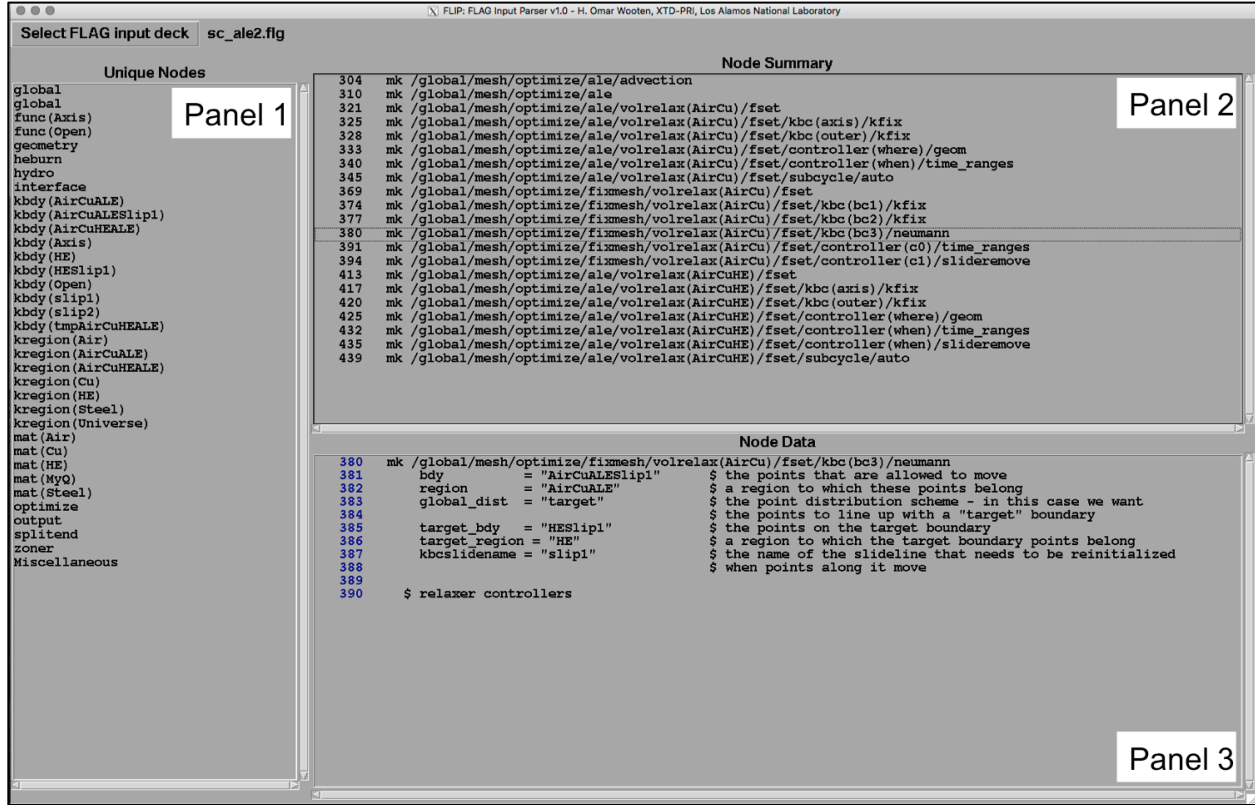 FLIP: FLAG Input Parser v1.0 - H. Omar Wooten, XTD-PRI, Los Alamos National Laboratory
Select FLAG input deck sc_ale2.flg
Unique Nodes
Panel 1
global
global
func(Axis)
func(Open)
geometry
heburn
hydro
interface
kbdy(AirCuALE)
kbdy(AirCuALESlip1)
kbdy(AirCuHEALE)
kbdy(Axis)
kbdy(HE)
kbdy(HESlip1)
kbdy(Open)
kbdy(slip1)
kbdy(slip2)
kbdy(tmpAirCuHEALE)
kregion(Air)
kregion(AirCuALE)
kregion(AirCuHEALE)
kregion(Cu)
kregion(HE)
kregion(Steel)
kregion(Universe)
mat(Air)
mat(Cu)
mat(HE)
mat(MyQ)
mat(Steel)
optimize
output
splitend
zoner
Miscellaneous
Node Summary
Panel 2
304 mk /global/mesh/optimize/ale/advection
310 mk /global/mesh/optimize/ale
321 mk /global/mesh/optimize/ale/volrelax(AirCu)/fset
325 mk /global/mesh/optimize/ale/volrelax(AirCu)/fset/kbc(axis)/kfix
328 mk /global/mesh/optimize/ale/volrelax(AirCu)/fset/kbc(outer)/kfix
333 mk /global/mesh/optimize/ale/volrelax(AirCu)/fset/controller(where)/geom
340 mk /global/mesh/optimize/ale/volrelax(AirCu)/fset/controller(when)/time_ranges
345 mk /global/mesh/optimize/ale/volrelax(AirCu)/fset/subcycle/auto
369 mk /global/mesh/optimize/fixmesh/volrelax(AirCu)/fset
374 mk /global/mesh/optimize/fixmesh/volrelax(AirCu)/fset/kbc(bc1)/kfix
377 mk /global/mesh/optimize/fixmesh/volrelax(AirCu)/fset/kbc(bc2)/kfix
380 mk /global/mesh/optimize/fixmesh/volrelax(AirCu)/fset/kbc(bc3)/neumann
391 mk /global/mesh/optimize/fixmesh/volrelax(AirCu)/fset/controller(c0)/time_ranges
394 mk /global/mesh/optimize/fixmesh/volrelax(AirCu)/fset/controller(c1)/slideremove
413 mk /global/mesh/optimize/ale/volrelax(AirCuHE)/fset
417 mk /global/mesh/optimize/ale/volrelax(AirCuHE)/fset/kbc(axis)/kfix
420 mk /global/mesh/optimize/ale/volrelax(AirCuHE)/fset/kbc(outer)/kfix
425 mk /global/mesh/optimize/ale/volrelax(AirCuHE)/fset/controller(where)/geom
432 mk /global/mesh/optimize/ale/volrelax(AirCuHE)/fset/controller(when)/time_ranges
435 mk /global/mesh/optimize/ale/volrelax(AirCuHE)/fset/controller(when)/slideremove
439 mk /global/mesh/optimize/ale/volrelax(AirCuHE)/fset/subcycle/auto
Node Data
380 mk /global/mesh/optimize/fixmesh/volrelax(AirCu)/fset/kbc(bc3)/neumann
381 bdy = "AirCuALESlip1" $ the points that are allowed to move
382 region = "AirCuALE" $ a region to which these points belong
383 global_dist = "target" $ the point distribution scheme - in this case we want
384 $ the points to line up with a "target" boundary
385 target_bdy = "HESlip1" $ the points on the target boundary
386 target_region = "HE" $ a region to which the target boundary points belong
387 kbcslidename = "slip1" $ the name of the slideline that needs to be reinitialized
388 $ when points along it move
389
390 $ relaxer controllers
Panel 3